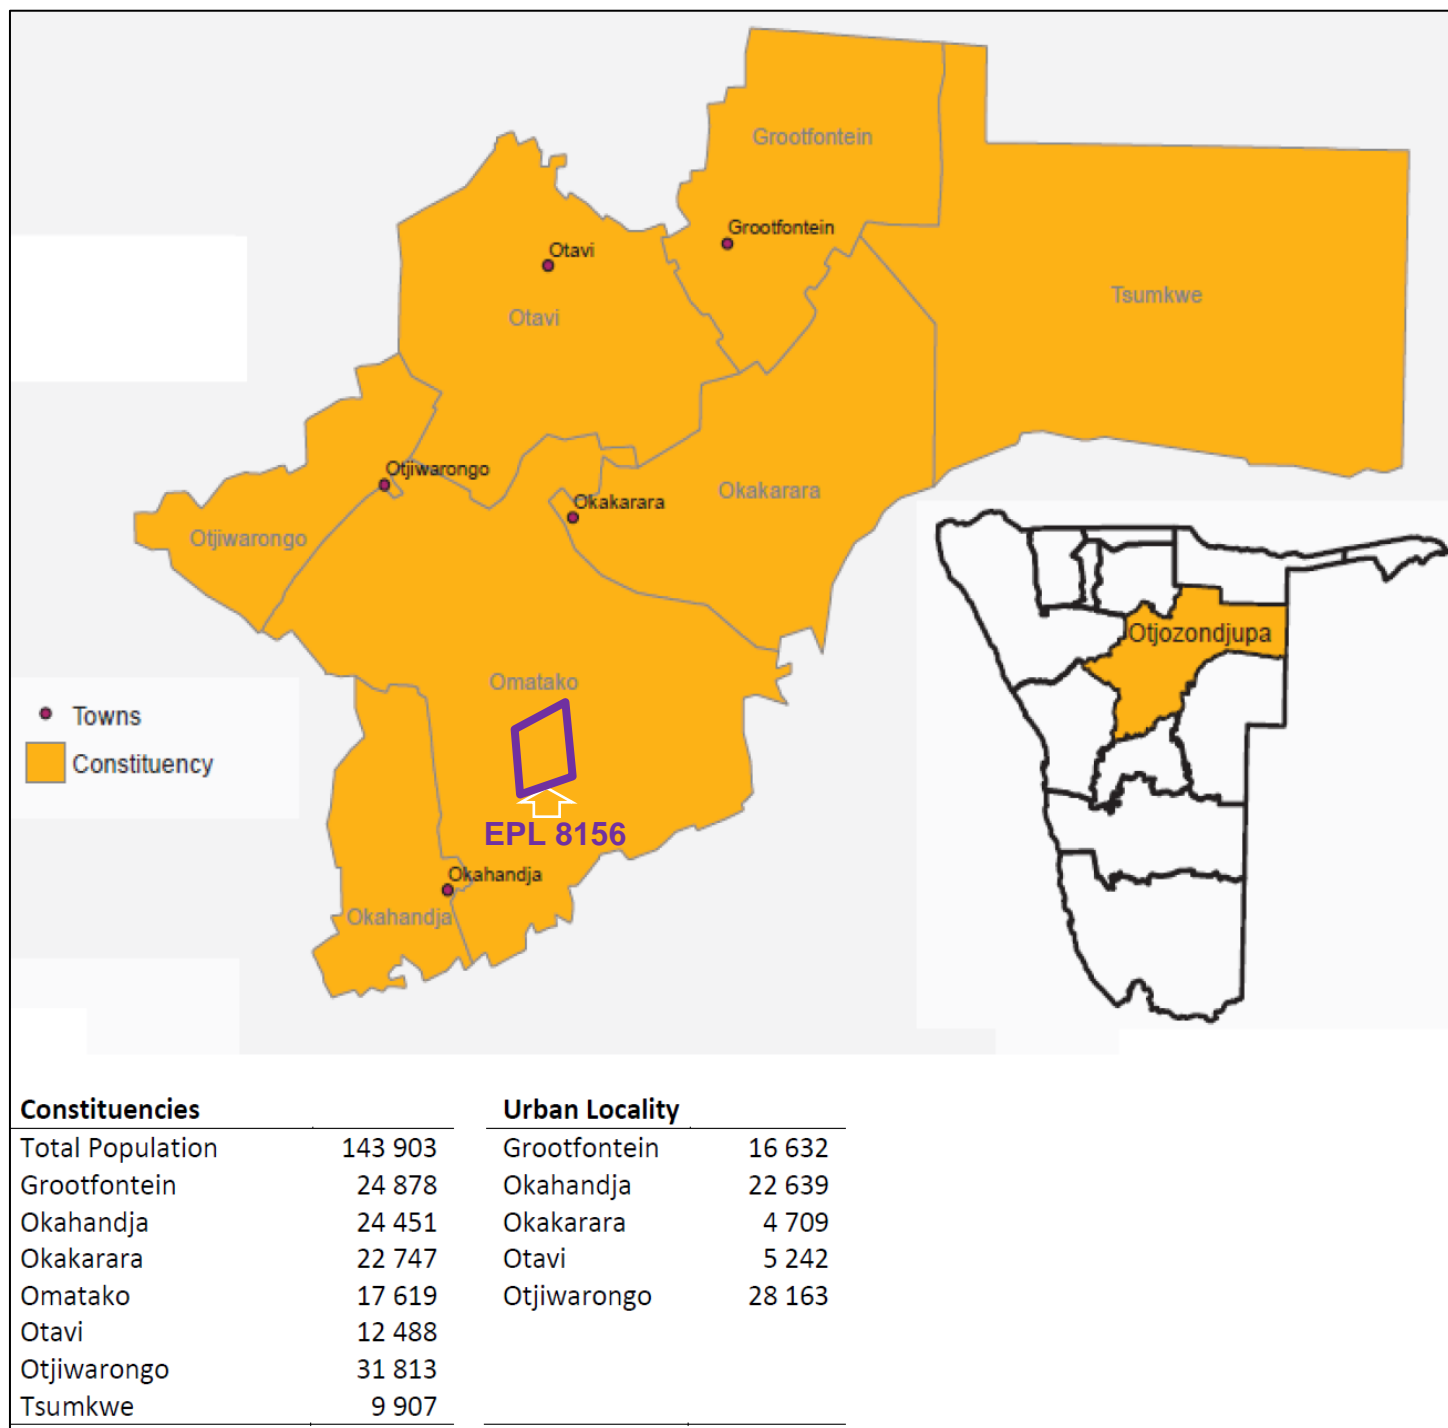 Grootfontein
Grootfontein
Otavi
Tsumkwe
Otavi
Otjiwarongo
Okakarara
Okakarara
Otjiwarongo
Otjozondjupa
Omatako
Towns
Constituency
EPL 8156
Okahandja
Okahandja
Constituencies
Total Population 143 903
Grootfontein 24 878
Okahandja 24 451
Okakarara 22 747
Omatako 17 619
Otavi 12 488
Otjiwarongo 31 813
Tsumkwe 9 907
Urban Locality
Grootfontein 16 632
Okahandja 22 639
Okakarara 4 709
Otavi 5 242
Otjiwarongo 28 163